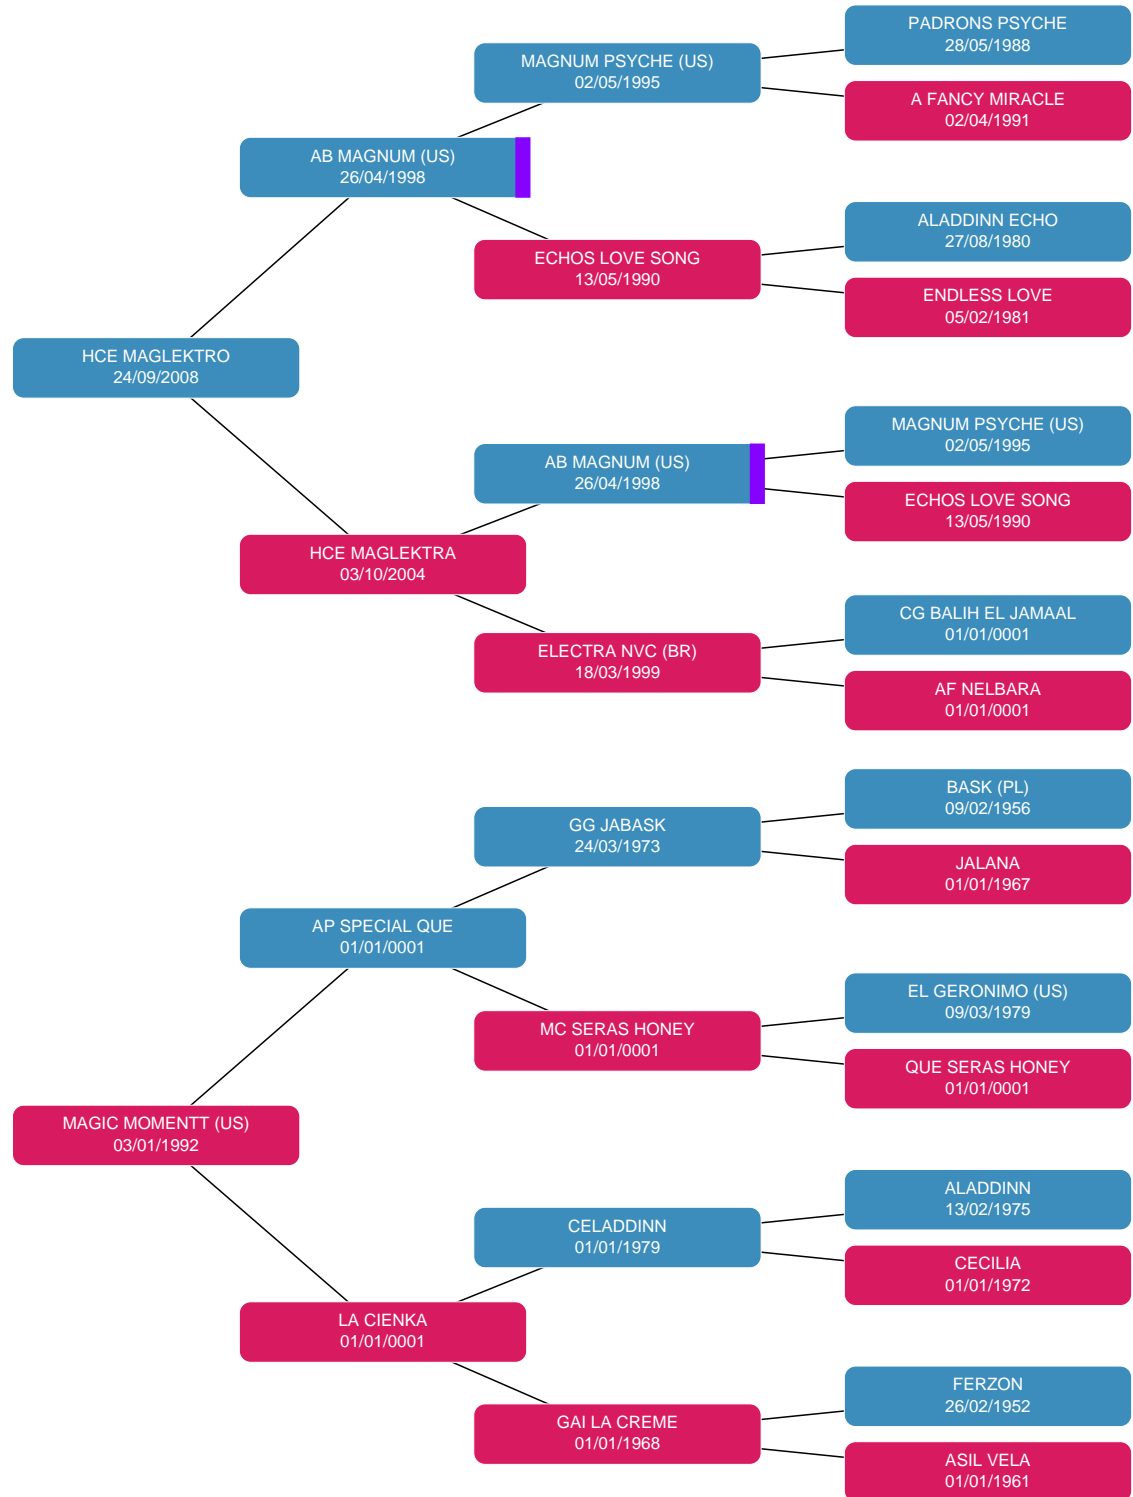 PADRONS PSYCHE
28/05/1988
MAGNUM PSYCHE (US)
02/05/1995
A FANCY MIRACLE
02/04/1991
AB MAGNUM (US)
26/04/1998
ALADDINN ECHO
27/08/1980
ECHOS LOVE SONG
13/05/1990
ENDLESS LOVE
05/02/1981
HCE MAGLEKTRO
24/09/2008
MAGNUM PSYCHE (US)
02/05/1995
AB MAGNUM (US)
26/04/1998
ECHOS LOVE SONG
13/05/1990
HCE MAGLEKTRA
03/10/2004
CG BALIH EL JAMAAL
01/01/0001
ELECTRA NVC (BR)
18/03/1999
AF NELBARA
01/01/0001
BASK (PL)
09/02/1956
GG JABASK
24/03/1973
JALANA
01/01/1967
AP SPECIAL QUE
01/01/0001
EL GERONIMO (US)
09/03/1979
MC SERAS HONEY
01/01/0001
QUE SERAS HONEY
01/01/0001
MAGIC MOMENTT (US)
03/01/1992
ALADDINN
13/02/1975
CELADDINN
01/01/1979
CECILIA
01/01/1972
LA CIENKA
01/01/0001
FERZON
26/02/1952
GAI LA CREME
01/01/1968
ASIL VELA
01/01/1961